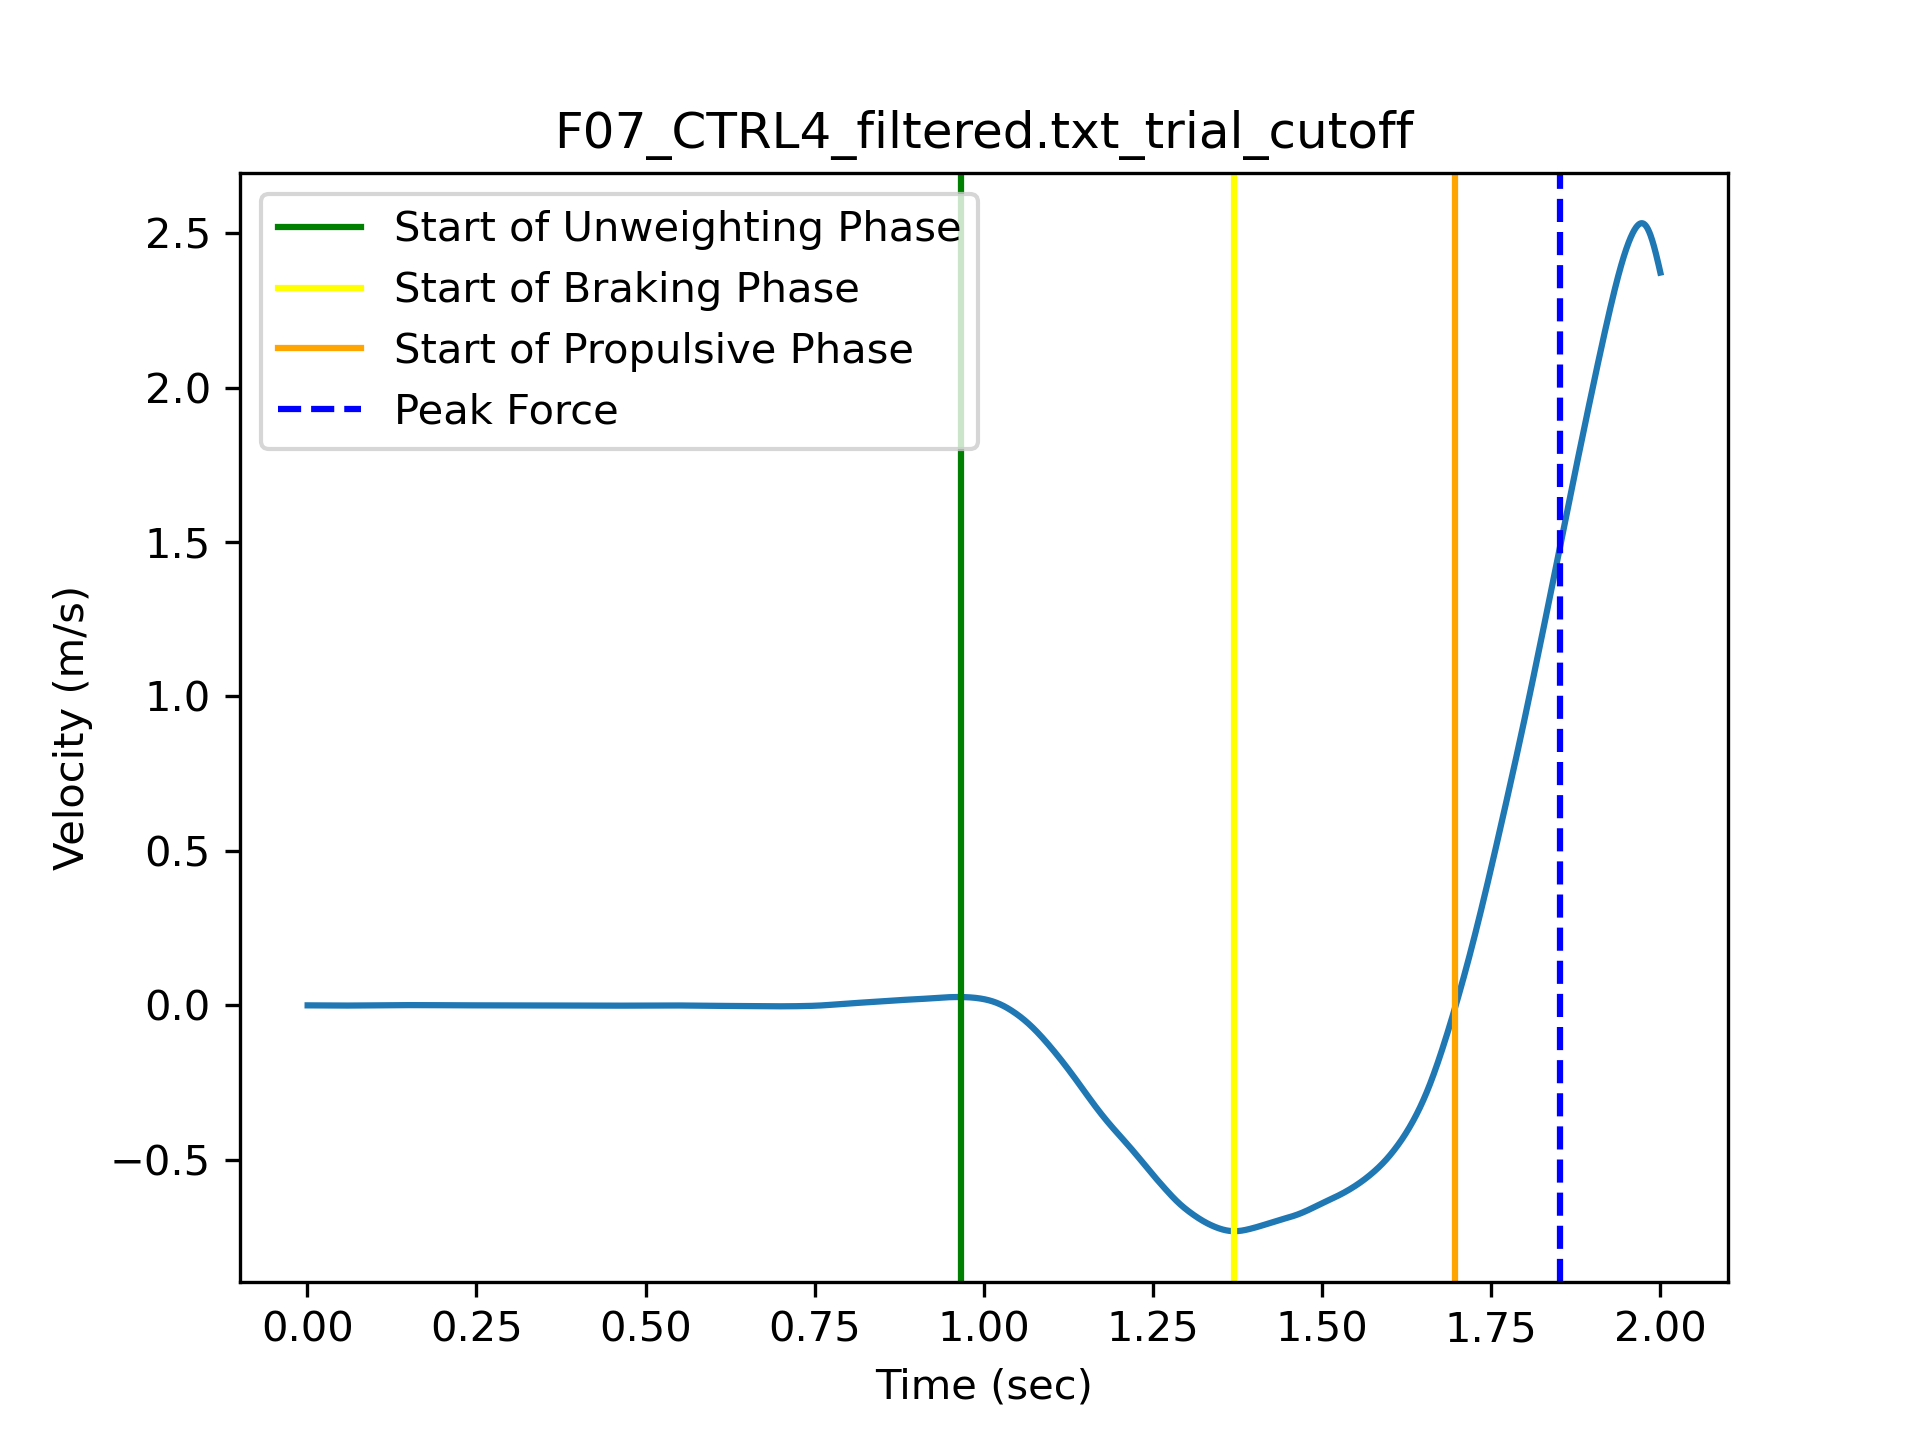 F07_CTRL4_filtered.txt_trial_cutoff
Start of Unweighting Phase
Start of Braking Phase
Start of Propulsive Phase
Peak Force
2.5
2.0
1.5
1.0
0.5
0.0
−0.5
Velocity (m/s)
0.00 0.25 0.50 0.75 1.00 1.25 1.50 1.75 2.00
Time (sec)